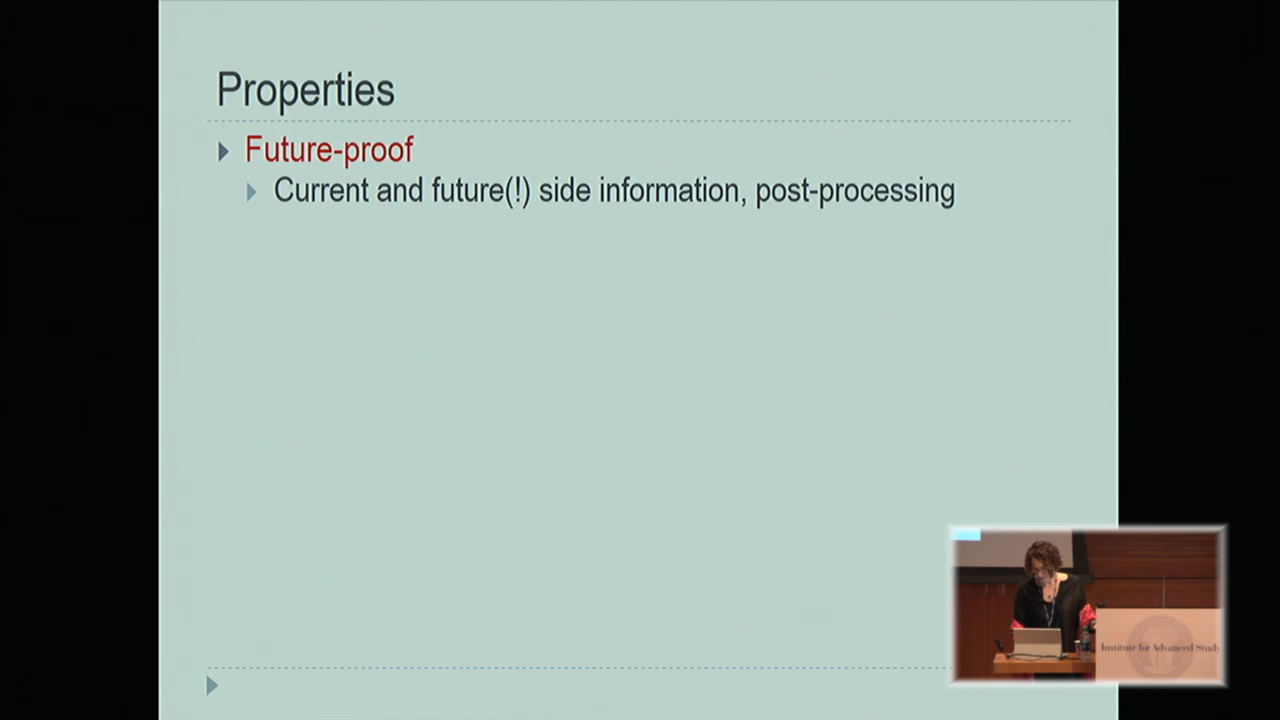 Properties
Future-proof
Current and future(!) side information, post-processing
Institute for Advanced Study